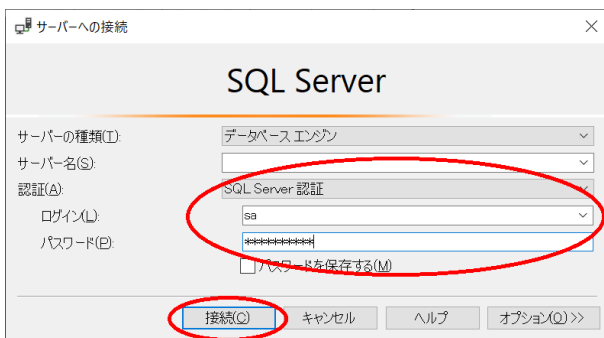 サーバーへの接続
SQL Server
サーバーの種類(T): データベース エンジン
サーバー名(S):
認証(A): SQL Server 認証
ログイン(L): sa
パスワード(P): **********
パスワードを保存する(M)
接続(C) キャンセル ヘルプ オプション(O) >>